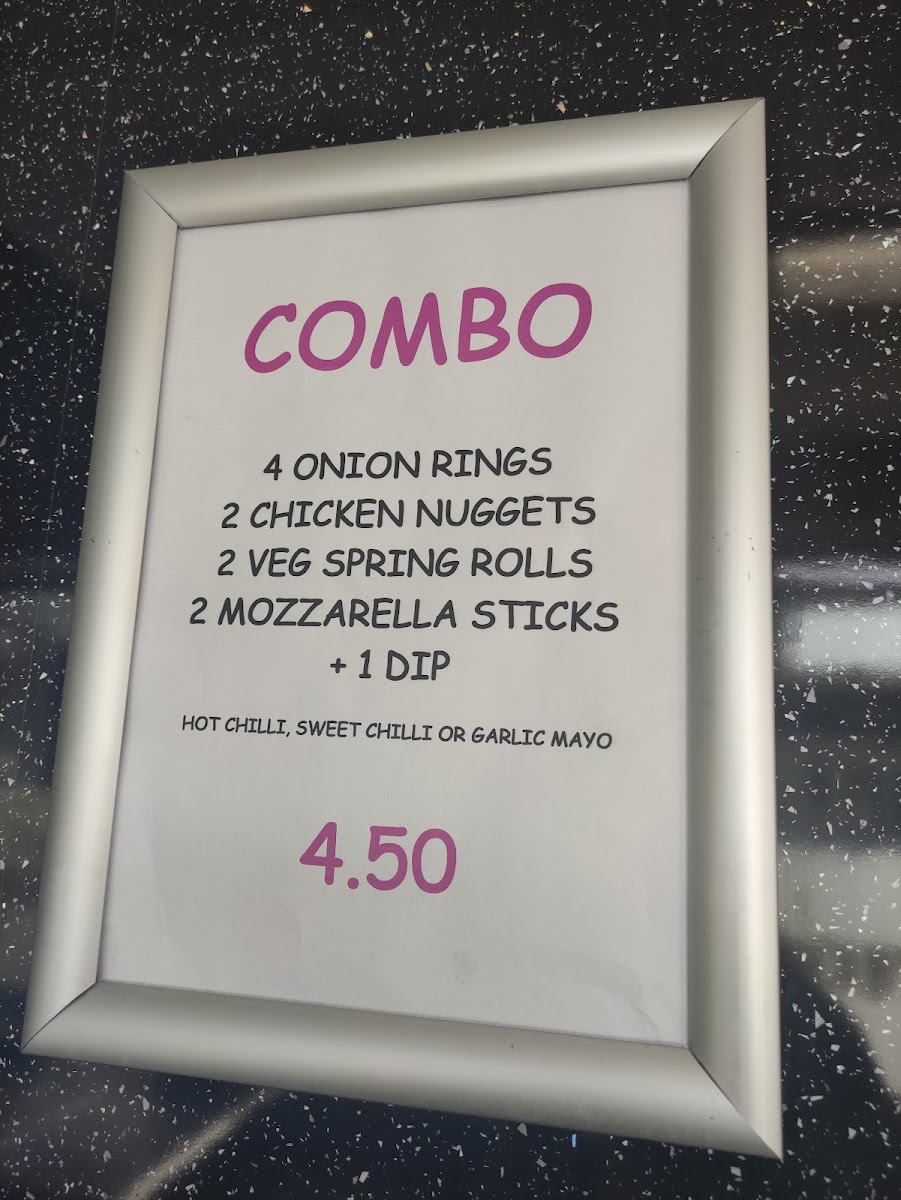 COMBO
4 ONION RINGS
2 CHICKEN NUGGETS
2 VEG SPRING ROLLS
2 MOZZARELLA STICKS
+ 1 DIP
HOT CHILLI, SWEET CHILLI OR GARLIC MAYO
4.50